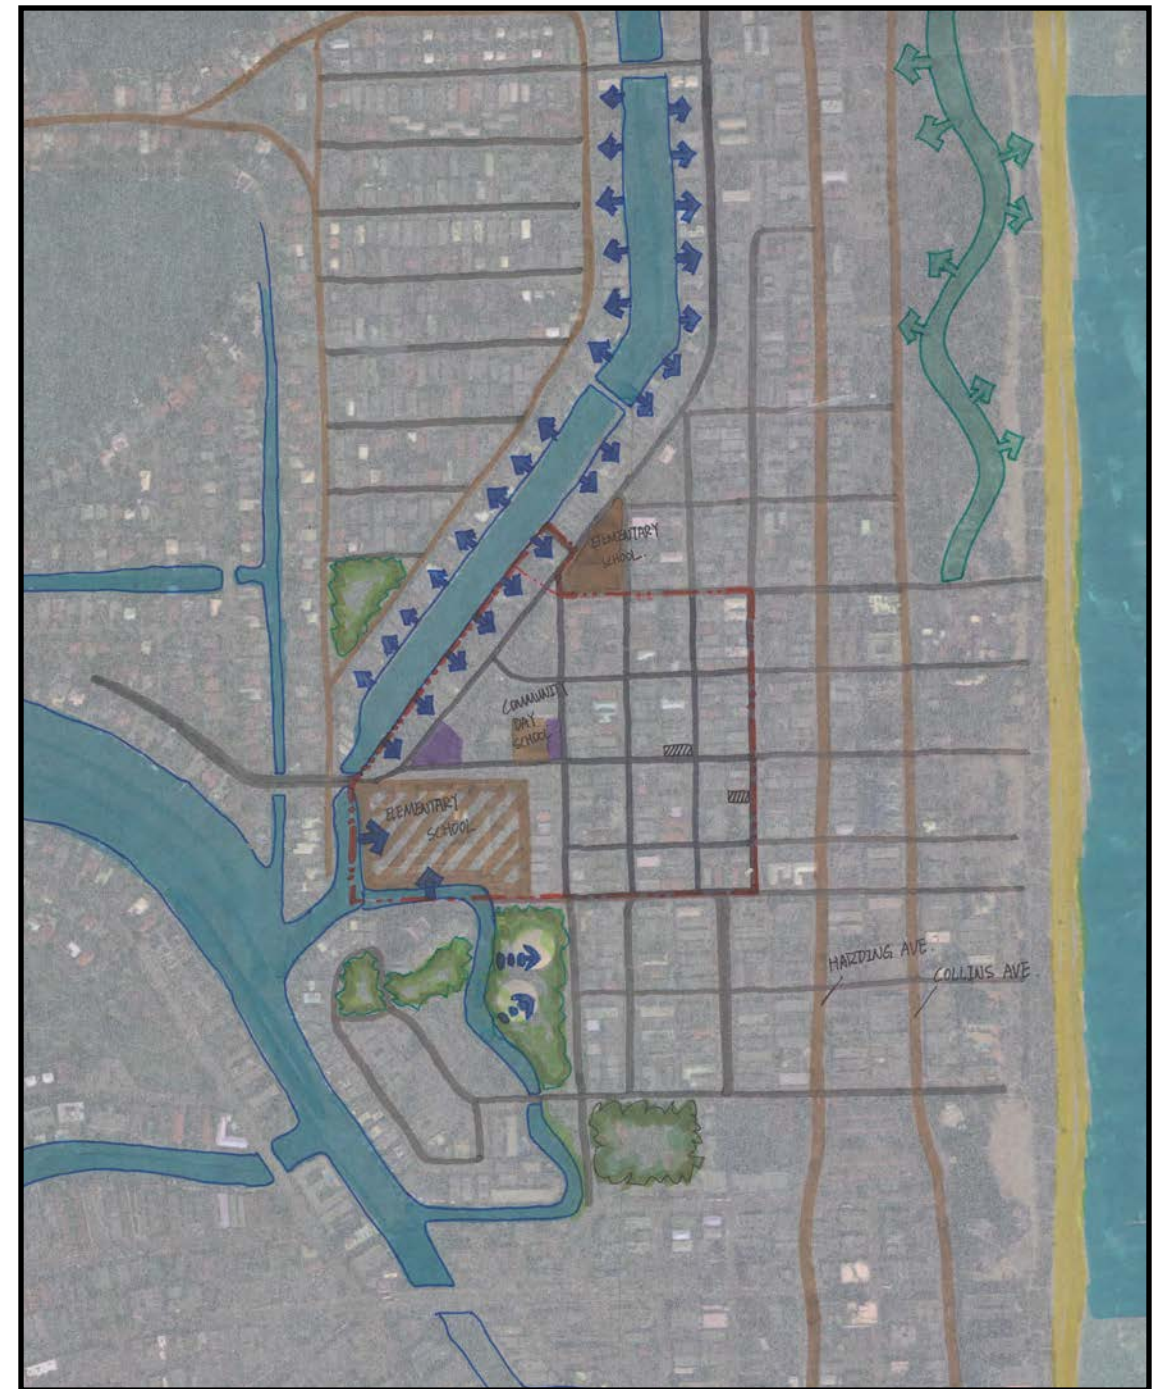 ELEMENTARY
SCHOOL.
COMMUNITY
DAY
SCHOOL
ELEMENTARY
SCHOOL
HARDING AVE.
COLLINS AVE.